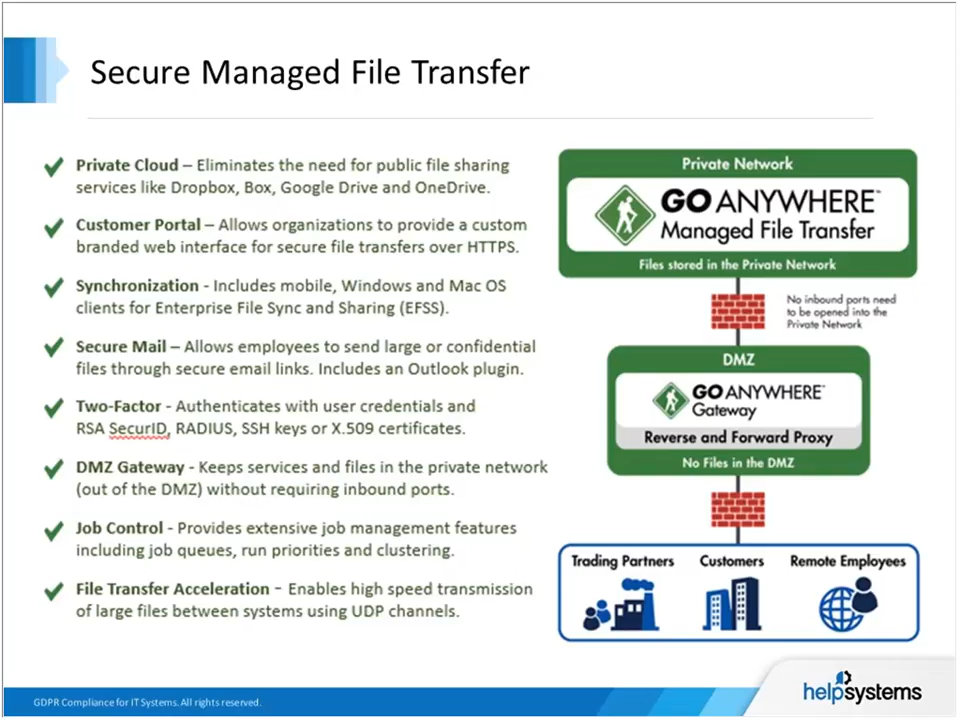 Secure Managed File Transfer
Private Cloud – Eliminates the need for public file sharing
services like Dropbox, Box, Google Drive and OneDrive.
Customer Portal – Allows organizations to provide a custom
branded web interface for secure file transfers over HTTPS.
Synchronization - Includes mobile, Windows and Mac OS
clients for Enterprise File Sync and Sharing (EFSS).
Secure Mail – Allows employees to send large or confidential
files through secure email links. Includes an Outlook plugin.
Two-Factor - Authenticates with user credentials and
RSA SecurID, RADIUS, SSH keys or X.509 certificates.
DMZ Gateway - Keeps services and files in the private network
(out of the DMZ) without requiring inbound ports.
Job Control - Provides extensive job management features
including job queues, run priorities and clustering.
File Transfer Acceleration - Enables high speed transmission
of large files between systems using UDP channels.
Private Network
GO ANYWHERE™
Managed File Transfer
Files stored in the Private Network
No inbound ports need
to be opened into the
Private Network
DMZ
GO ANYWHERE™
Gateway
Reverse and Forward Proxy
No Files in the DMZ
Trading Partners Customers Remote Employees
GDPR Compliance for IT Systems. All rights reserved.
helpsystems